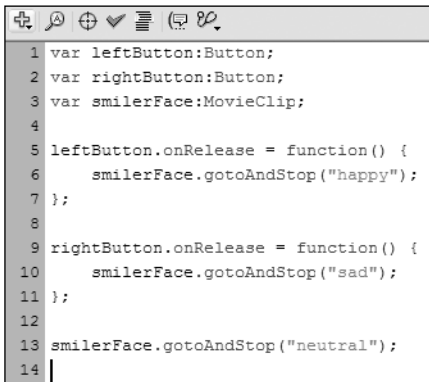 1 var leftButton:Button;
2 var rightButton:Button;
3 var smilerFace:MovieClip;
4
5 leftButton.onRelease = function() {
6     smilerFace.gotoAndStop("happy");
7 };
8
9 rightButton.onRelease = function() {
10     smilerFace.gotoAndStop("sad");
11 };
12
13 smilerFace.gotoAndStop("neutral");
14